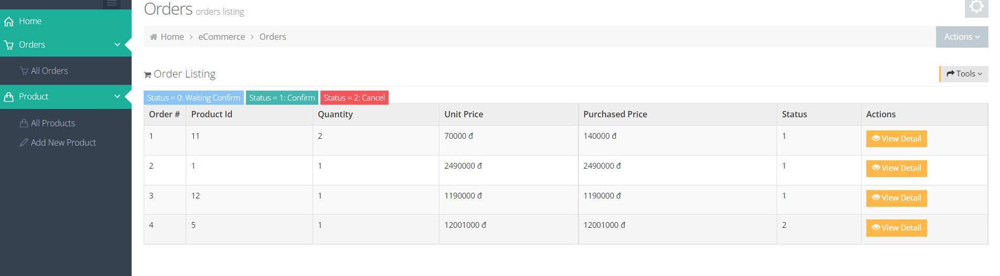 Orders orders listing
Home
Orders
All Orders
Product
All Products
Add New Product
Home > eCommerce > Orders
Actions
Order Listing
Tools
Status = 0: Waiting Confirm Status = 1: Confirm Status = 2: Cancel
Order # Product Id Quantity Unit Price Purchased Price Status Actions
1 11 2 70000 đ 140000 đ 1 View Detail
2 1 1 2490000 đ 2490000 đ 1 View Detail
3 12 1 1190000 đ 1190000 đ 1 View Detail
4 5 1 12001000 đ 12001000 đ 2 View Detail